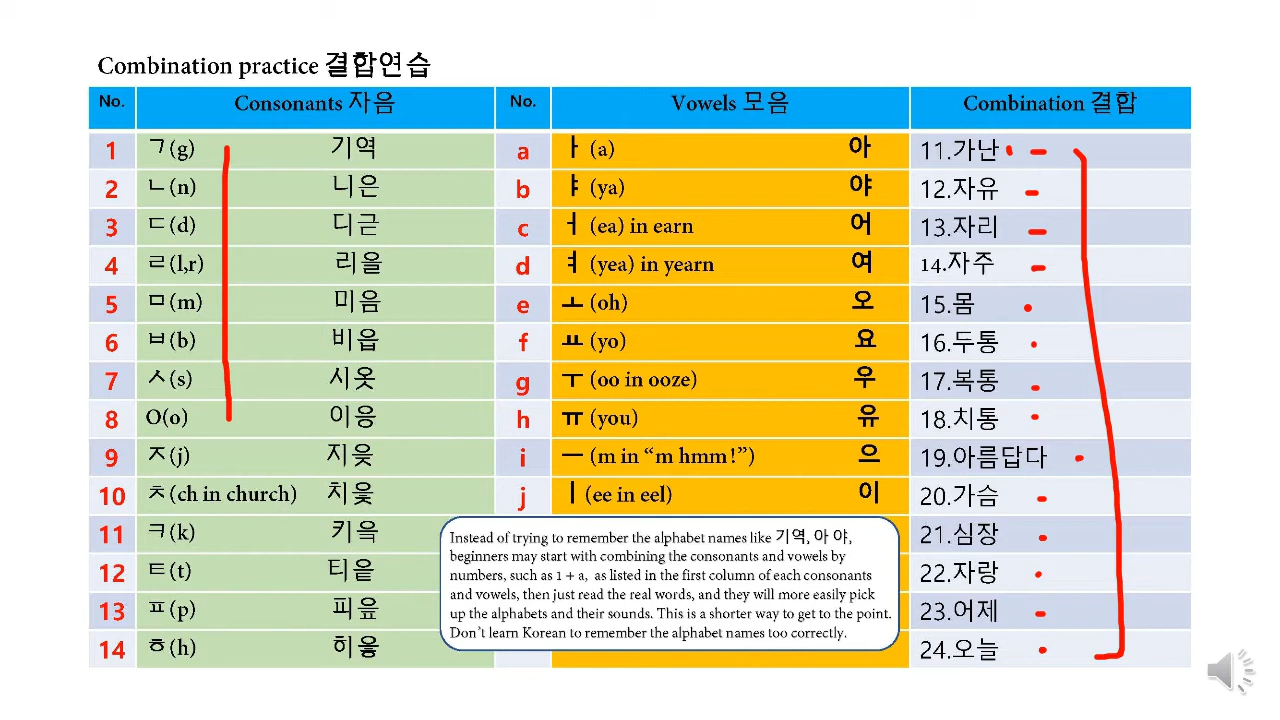 Combination practice 결합연습
No. Consonants 자음 No. Vowels 모음 Combination 결합
1 ㄱ(g) 기역 a ㅏ (a) 아 11.가난
2 ㄴ(n) 니은 b ㅑ (ya) 야 12.자유
3 ㄷ(d) 디귿 c ㅓ (ea) in earn 어 13.자리
4 ㄹ(l,r) 리을 d ㅕ (yea) in yearn 여 14.자주
5 ㅁ(m) 미음 e ㅗ (oh) 오 15.몸
6 ㅂ(b) 비읍 f ㅛ (yo) 요 16.두통
7 ㅅ(s) 시옷 g ㅜ (oo in ooze) 우 17.복통
8 ㅇ(o) 이응 h ㅠ (you) 유 18.치통
9 ㅈ(j) 지읒 i ㅡ (m in “m hmm!”) 으 19.아름답다
10 ㅊ(ch in church) 치읓 j ㅣ (ee in eel) 이 20.가슴
11 ㅋ(k) 키읔 21.심장
12 ㅌ(t) 티읕 22.자랑
13 ㅍ(p) 피읖 23.어제
14 ㅎ(h) 히읗 24.오늘
Instead of trying to remember the alphabet names like 기역, 아 야,
beginners may start with combining the consonants and vowels by
numbers, such as 1 + a, as listed in the first column of each consonants
and vowels, then just read the real words, and they will more easily pick
up the alphabets and their sounds. This is a shorter way to get to the point.
Don’t learn Korean to remember the alphabet names too correctly.